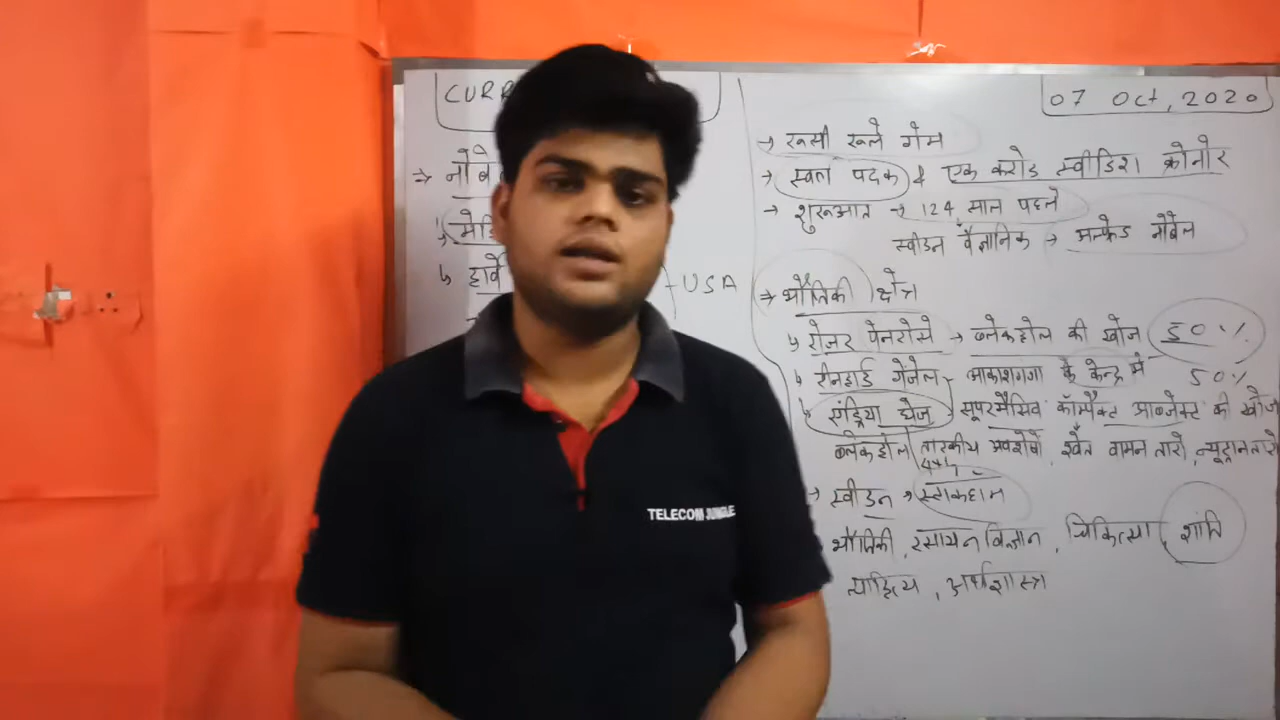 CURR
07 Oct, 2020
→ रूसी रूले गेम
→ स्वर्ण पदक & एक करोड स्वीडिश क्रोनोर
→ शुरूआत → 124 साल पहले
स्वीडन वैज्ञानिक → अल्फ्रेड नोबेल
⇒ नोबे
↳ मेडि
↳ हार्वे
USA
⇒ भौतिकी क्षेत्र
↳ रोजर पेनरोसे → ब्लेकहोल की खोज 50%
↳ रीनहार्ड गेंजेल आकाशगंगा के केन्द्र में 50%
↳ एंड्रिया घेज सूपरमैसिव कॉम्पैक्ट आब्जेक्ट की खोज
ब्लेकहोल तारकीय अवशेषों, श्वेत वामन तारो, न्यूट्रान तारो
→ स्वीडन → स्टाकहोम
भौतिकी, रसायन विज्ञान, चिकित्सा, शांति
साहित्य, अर्थशास्त्र
TELECOM JUNGLE